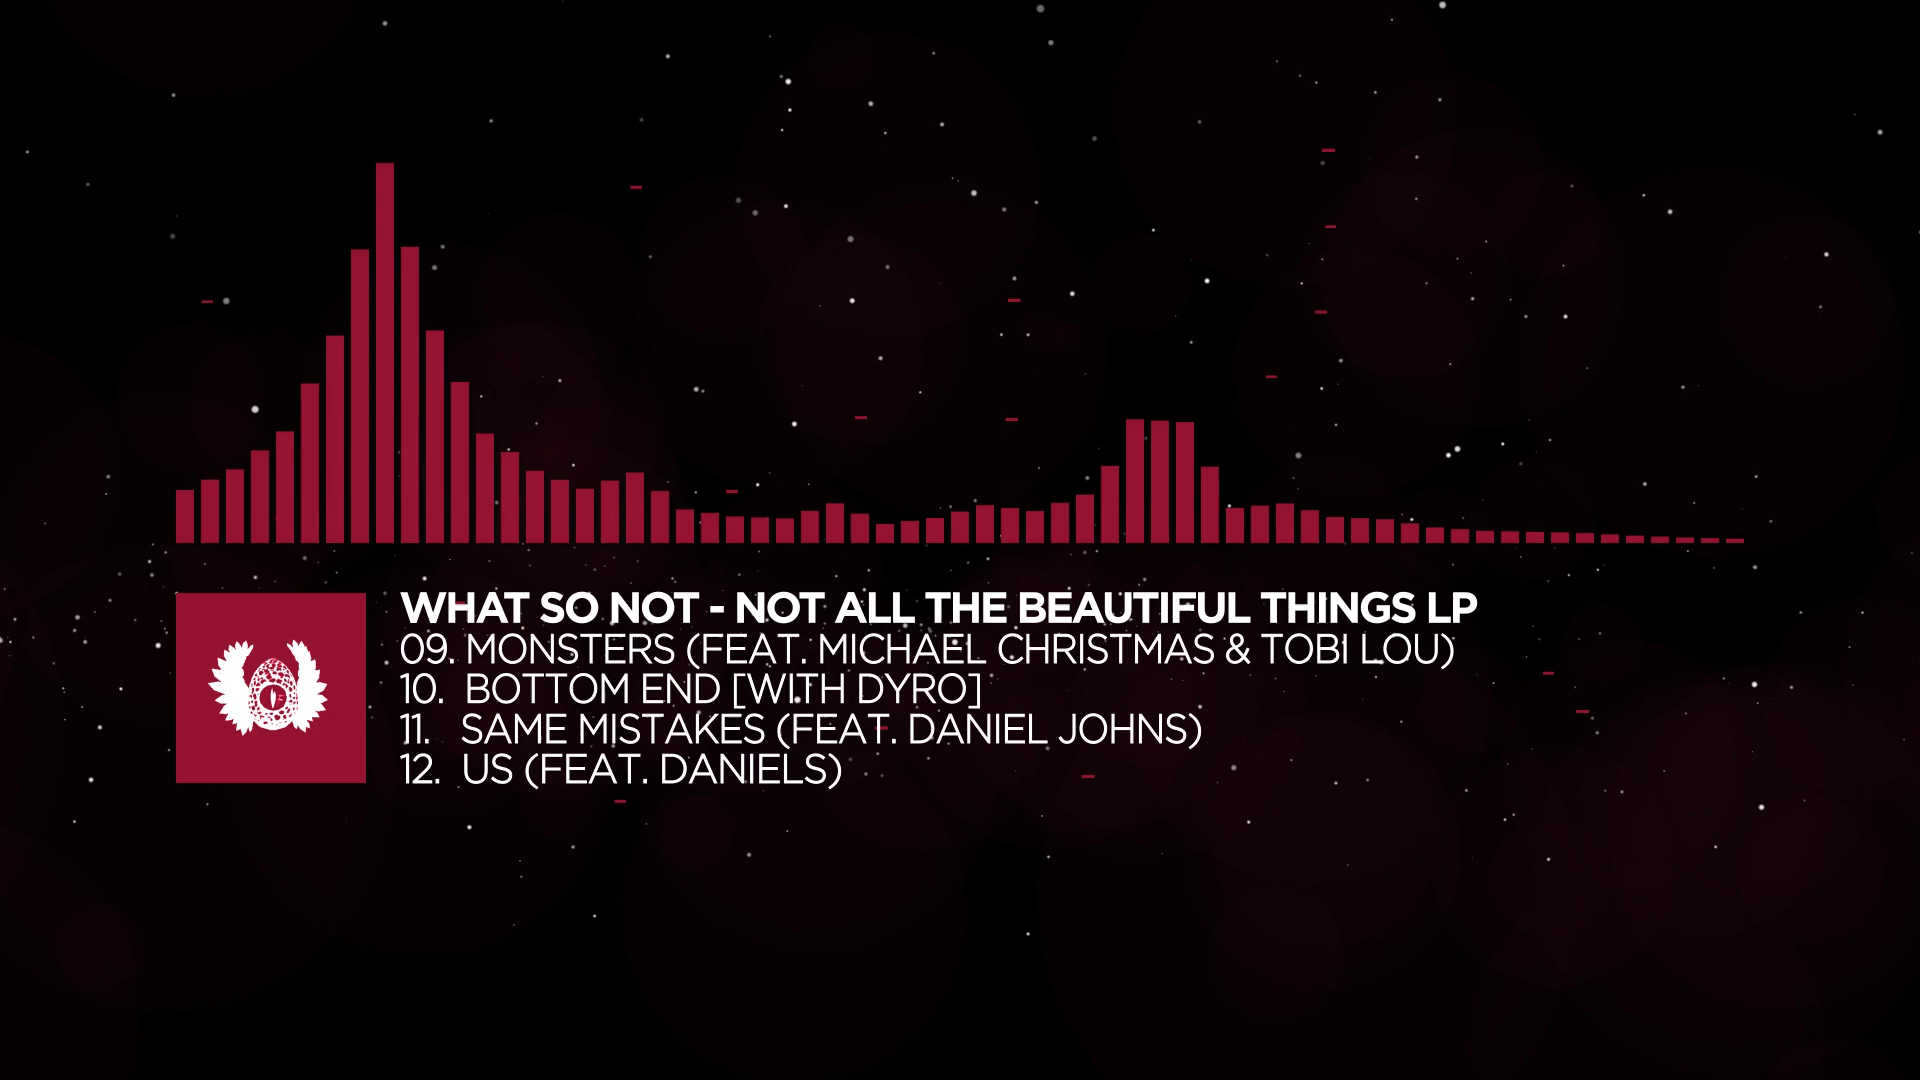 WHAT SO NOT - NOT ALL THE BEAUTIFUL THINGS LP
09. MONSTERS (FEAT. MICHAEL CHRISTMAS & TOBI LOU)
10. BOTTOM END [WITH DYRO]
11. SAME MISTAKES (FEAT. DANIEL JOHNS)
12. US (FEAT. DANIELS)